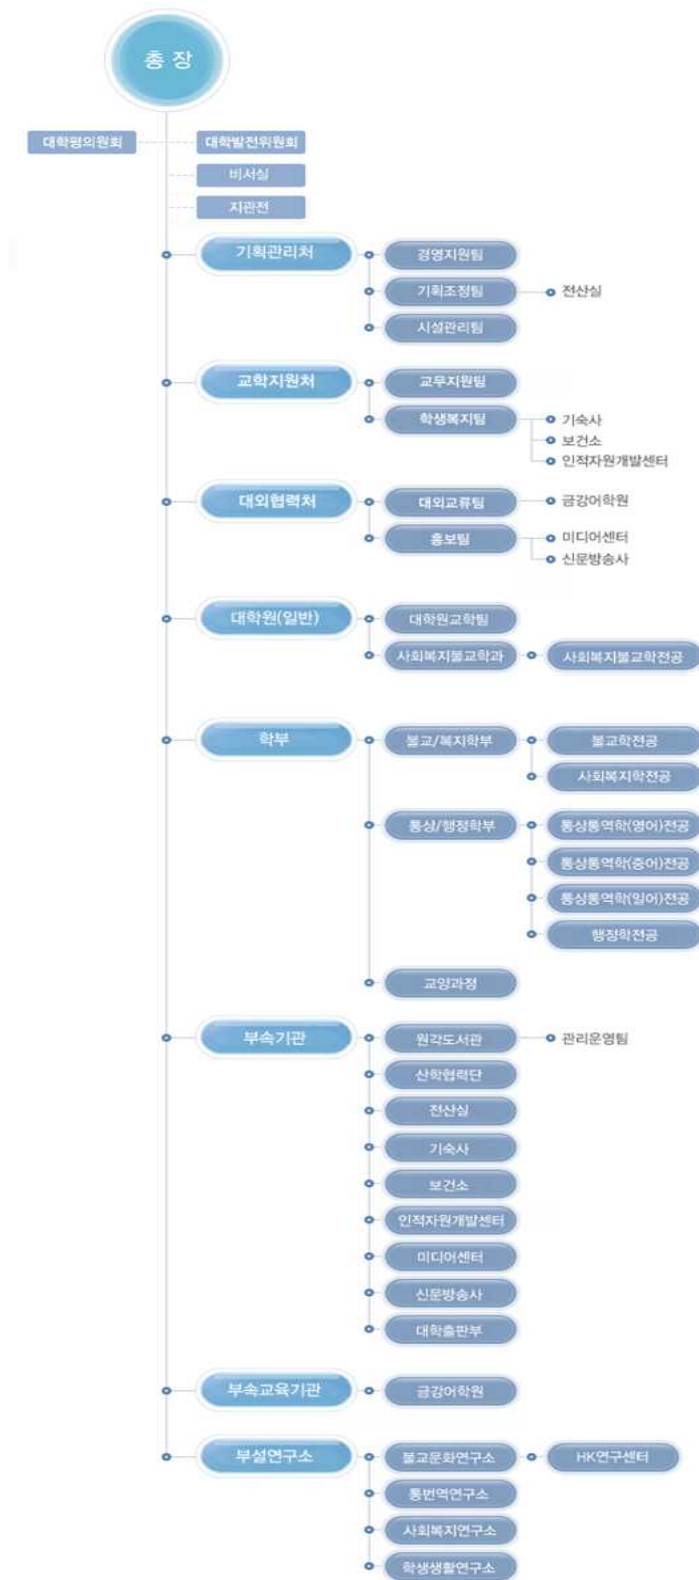 총 장
대학평의원회 대학발전위원회
비서실
지관전
기획관리처 경영지원팀
기획조정팀 전산실
시설관리팀
교학지원처 교무지원팀
학생복지팀 기숙사
보건소
인적자원개발센터
대외협력처 대외교류팀 금강어학원
홍보팀 미디어센터
신문방송사
대학원(일반) 대학원교학팀
사회복지불교학과 사회복지불교학전공
학부 불교/복지학부 불교학전공
사회복지학전공
통상/행정학부 통상통역학(영어)전공
통상통역학(중어)전공
통상통역학(일어)전공
행정학전공
교양과정
부속기관 원각도서관 관리운영팀
산학협력단
전산실
기숙사
보건소
인적자원개발센터
미디어센터
신문방송사
대학출판부
부속교육기관 금강어학원
부설연구소 불교문화연구소 HK연구센터
통번역연구소
사회복지연구소
학생생활연구소